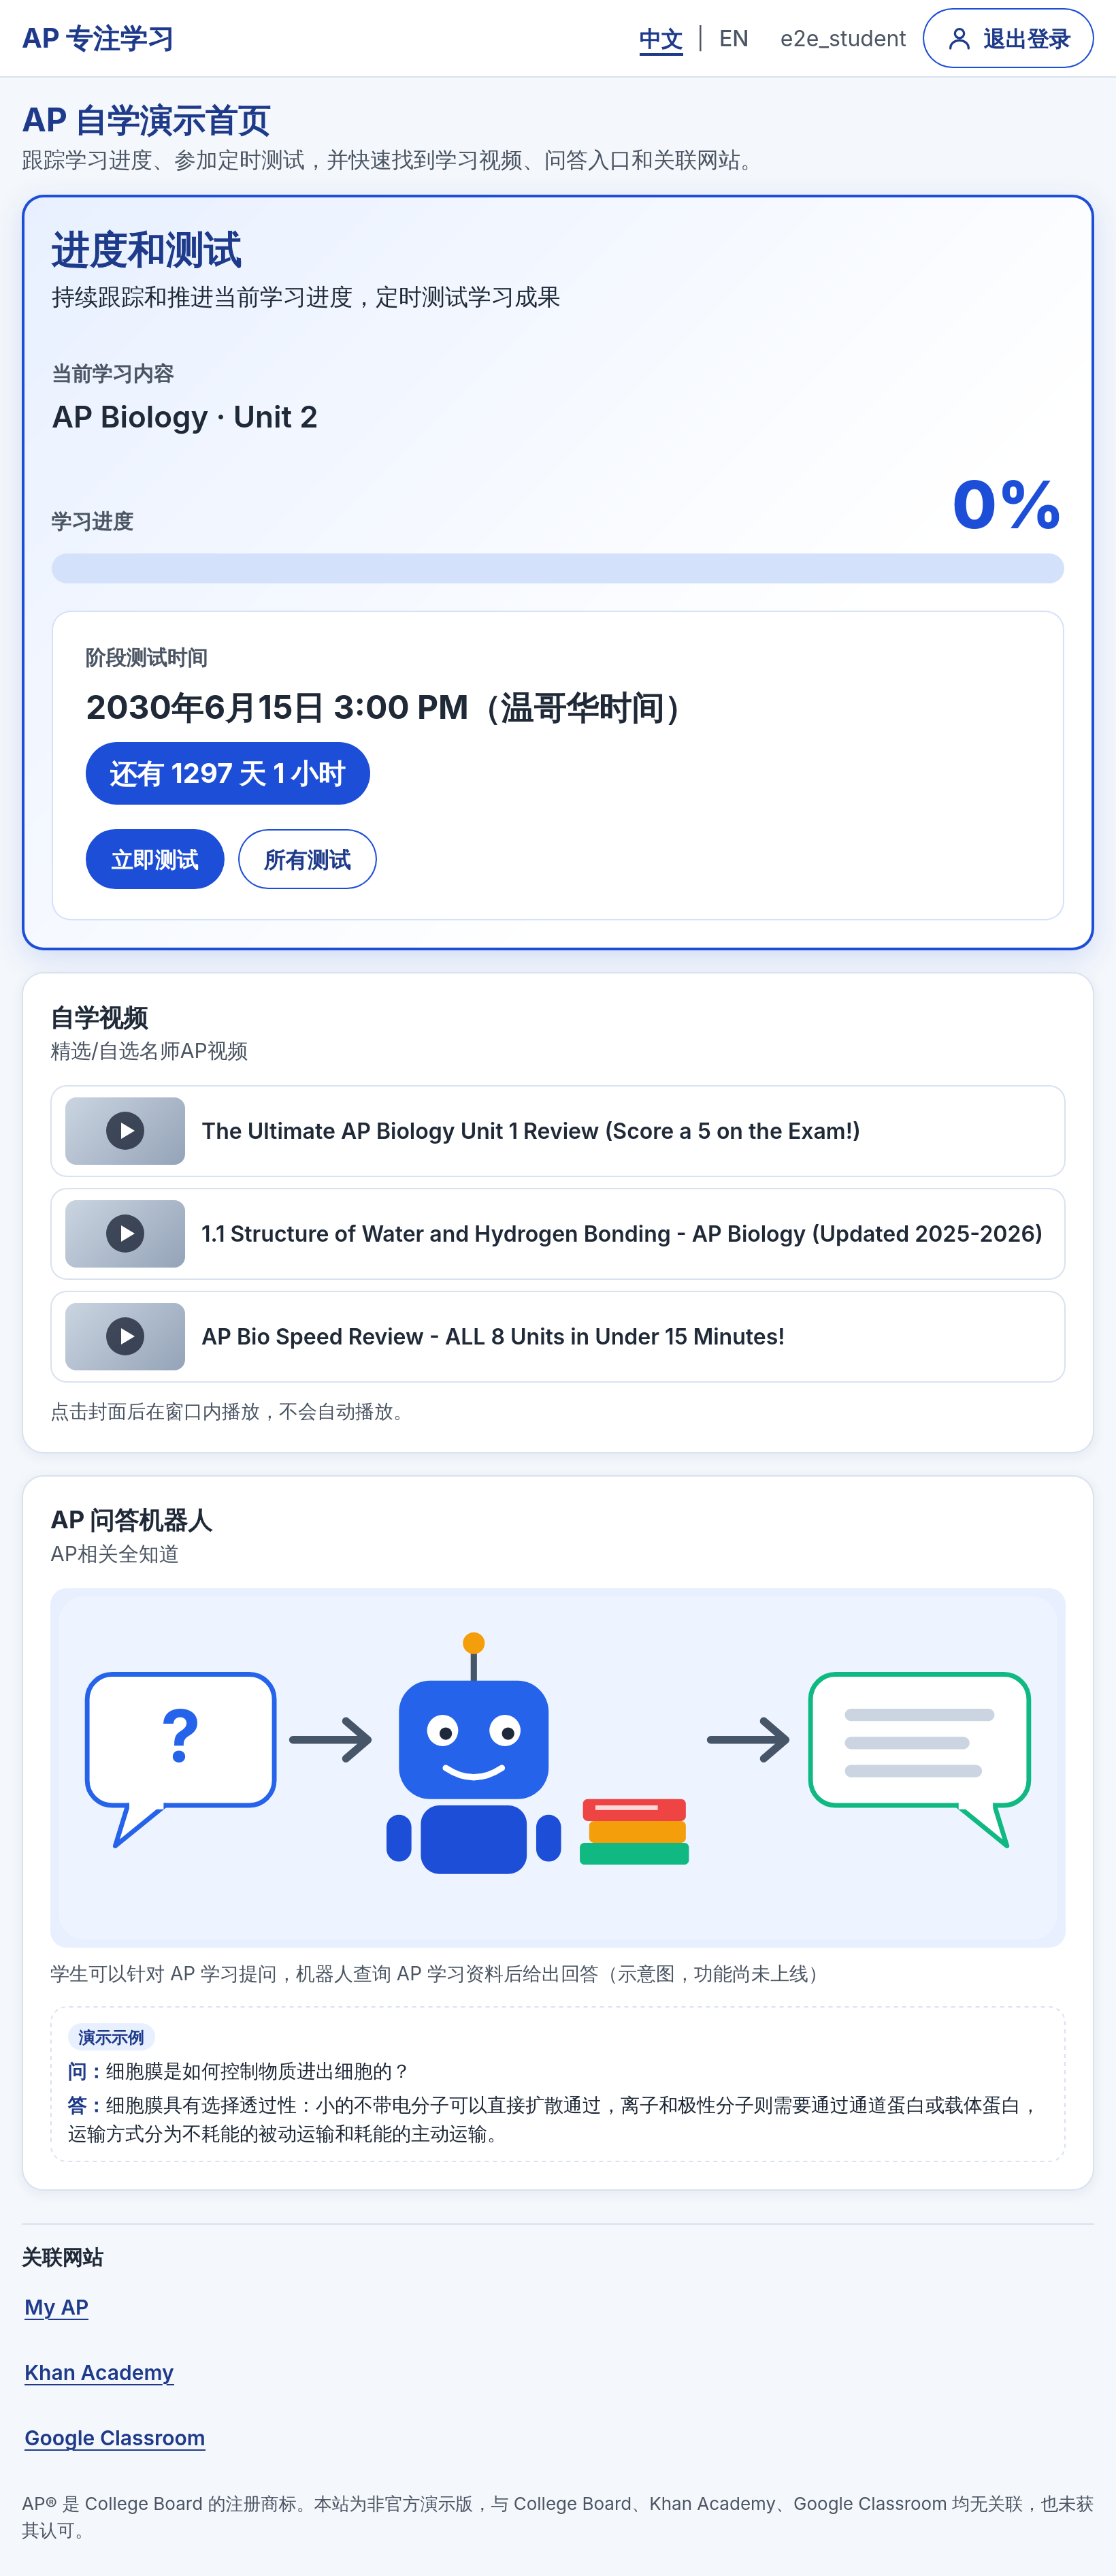 AP 专注学习
中文 | EN e2e_student 退出登录
AP 自学演示首页
跟踪学习进度、参加定时测试，并快速找到学习视频、问答入口和关联网站。
进度和测试
持续跟踪和推进当前学习进度，定时测试学习成果
当前学习内容
AP Biology · Unit 2
学习进度 0%
阶段测试时间
2030年6月15日 3:00 PM（温哥华时间）
还有 1297 天 1 小时
立即测试 所有测试
自学视频
精选/自选名师AP视频
The Ultimate AP Biology Unit 1 Review (Score a 5 on the Exam!)
1.1 Structure of Water and Hydrogen Bonding - AP Biology (Updated 2025-2026)
AP Bio Speed Review - ALL 8 Units in Under 15 Minutes!
点击封面后在窗口内播放，不会自动播放。
AP 问答机器人
AP相关全知道
?
学生可以针对 AP 学习提问，机器人查询 AP 学习资料后给出回答（示意图，功能尚未上线）
演示示例
问：细胞膜是如何控制物质进出细胞的？
答：细胞膜具有选择透过性：小的不带电分子可以直接扩散通过，离子和极性分子则需要通过通道蛋白或载体蛋白，
运输方式分为不耗能的被动运输和耗能的主动运输。
关联网站
My AP
Khan Academy
Google Classroom
AP® 是 College Board 的注册商标。本站为非官方演示版，与 College Board、Khan Academy、Google Classroom 均无关联，也未获
其认可。